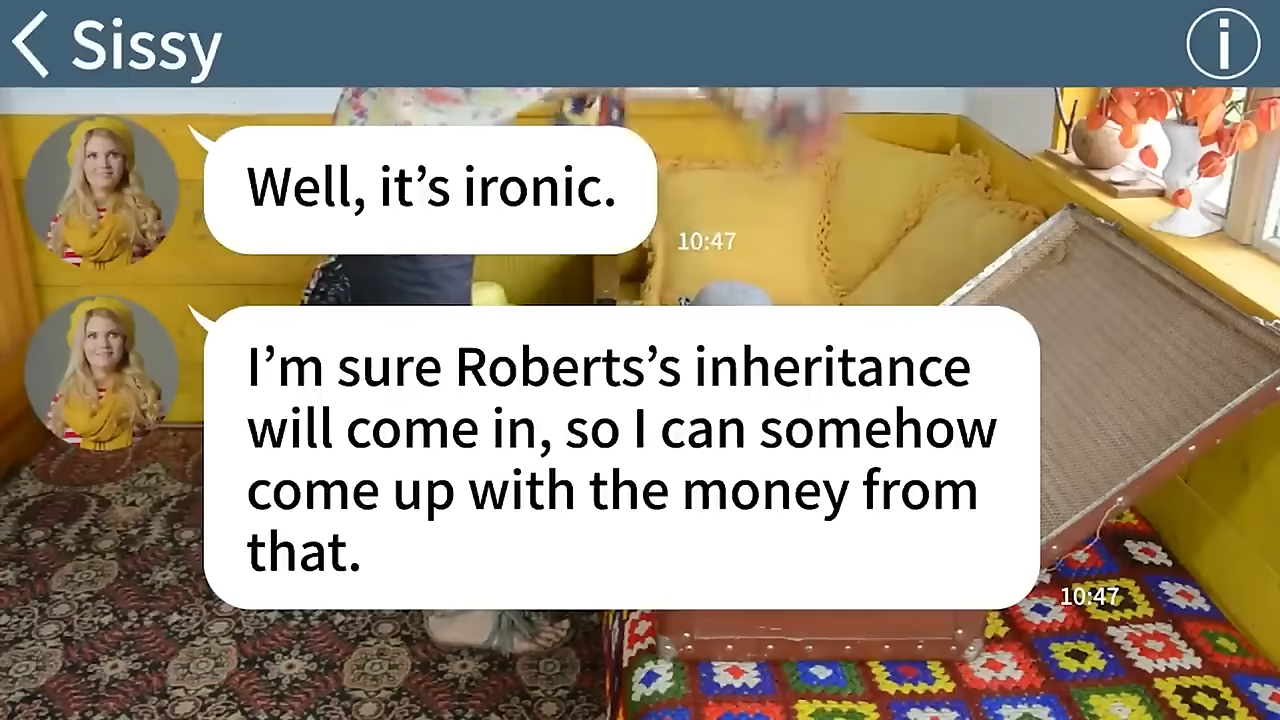 Sissy
Well, it’s ironic.
10:47
I’m sure Roberts’s inheritance
will come in, so I can somehow
come up with the money from
that.
10:47